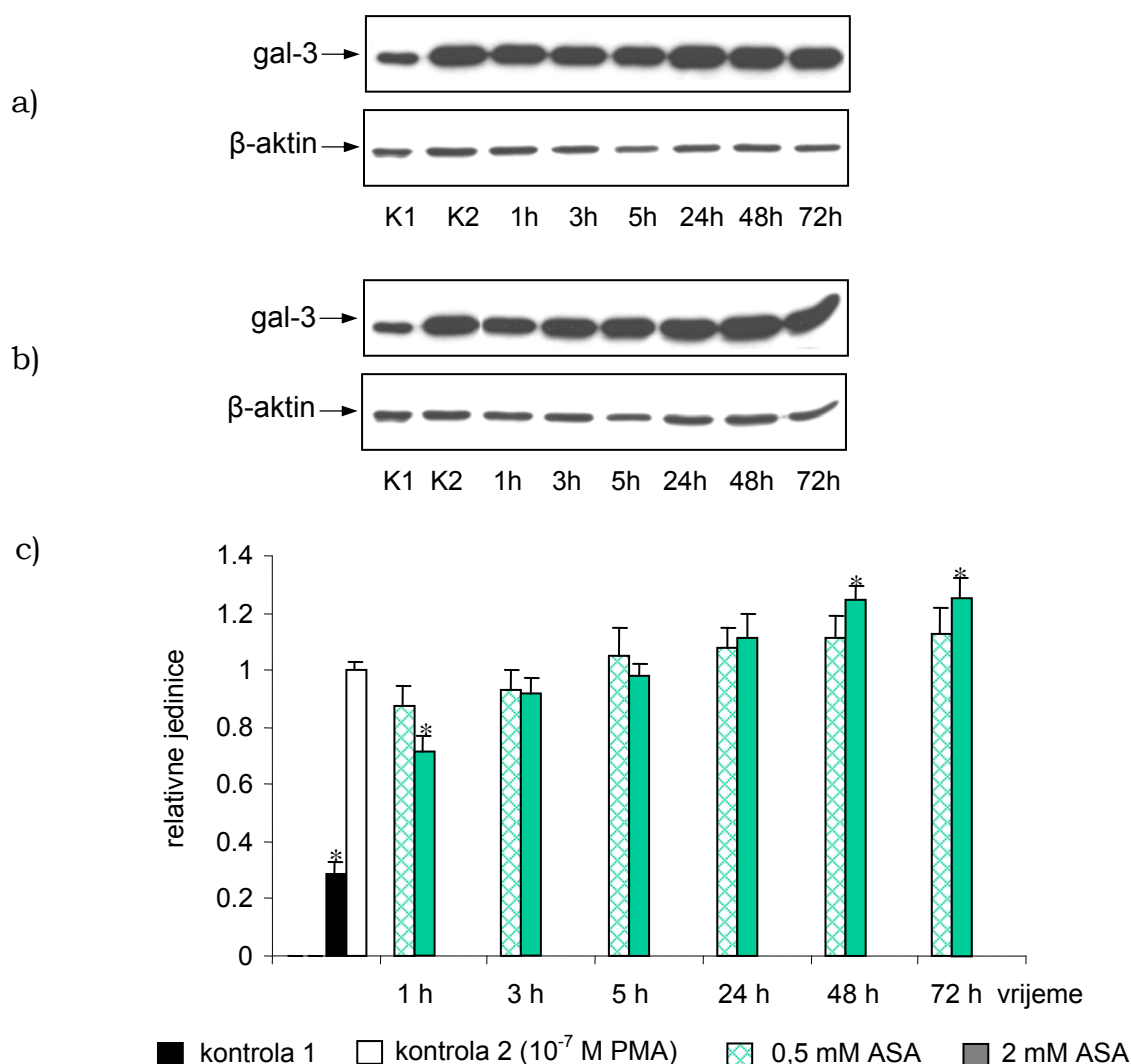 a)
gal-3
β-aktin
K1 K2 1h 3h 5h 24h 48h 72h
b)
gal-3
β-aktin
K1 K2 1h 3h 5h 24h 48h 72h
c)
relativne jedinice
1.4
1.2
1
0.8
0.6
0.4
0.2
0
* * * *
1 h 3 h 5 h 24 h 48 h 72 h vrijeme
kontrola 1 kontrola 2 (10⁻⁷ M PMA) 0,5 mM ASA 2 mM ASA